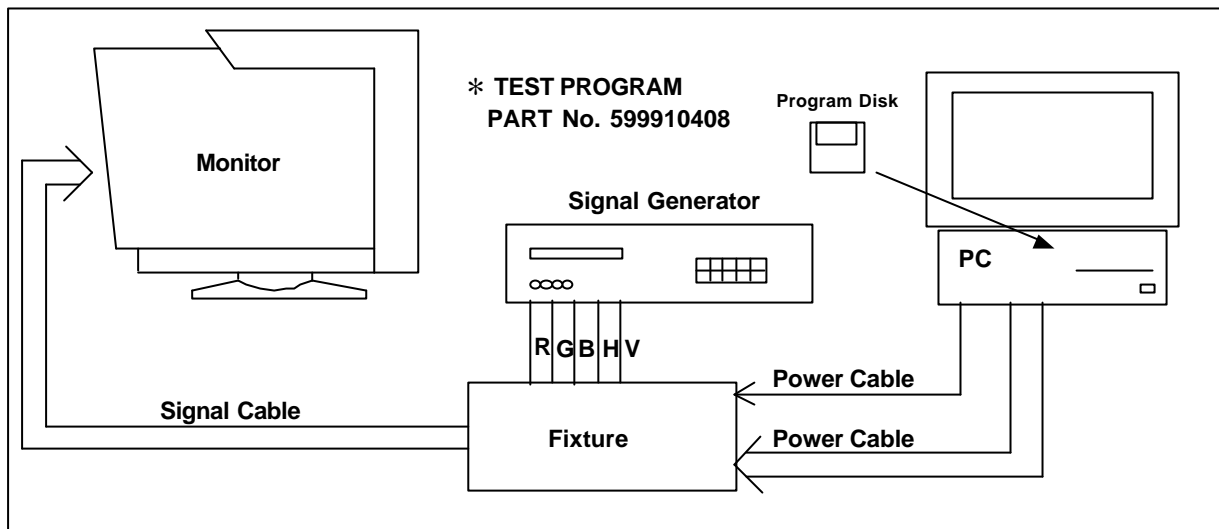 ＊ TEST PROGRAM
PART No. 599910408
Program Disk
Monitor
Signal Generator
PC
R G B H V
Power Cable
Signal Cable
Fixture
Power Cable